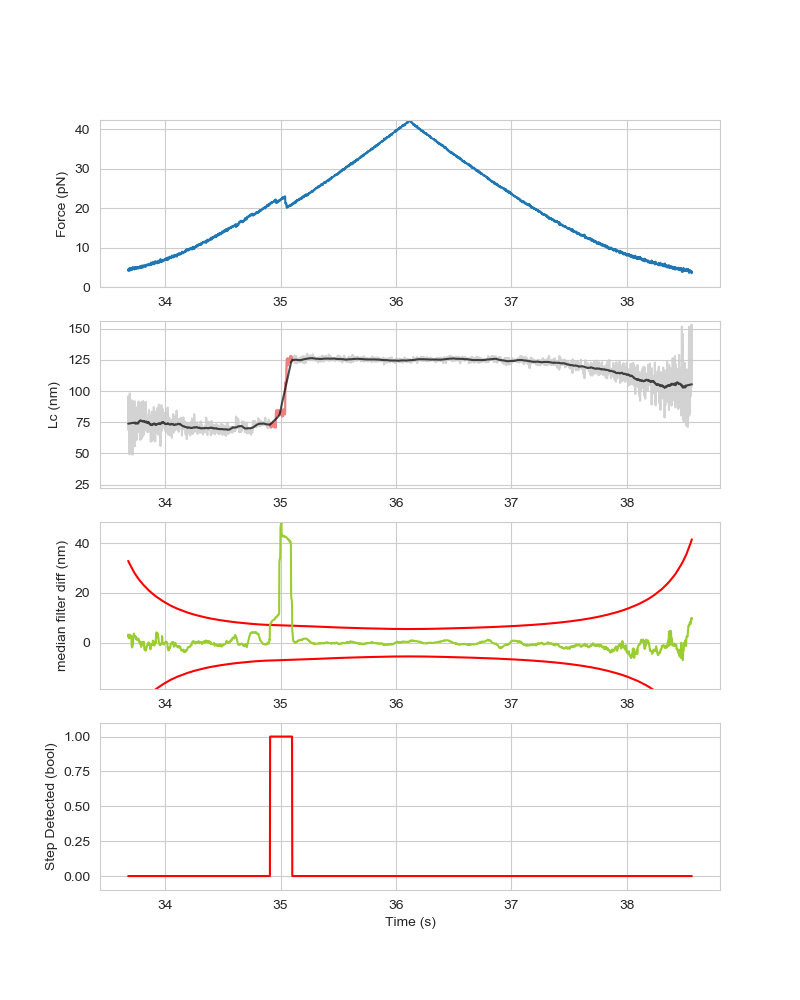 40
30
20
10
0
Force (pN)
34 35 36 37 38
150
125
100
75
50
25
Lc (nm)
34 35 36 37 38
40
20
0
median filter diff (nm)
34 35 36 37 38
1.00
0.75
0.50
0.25
0.00
Step Detected (bool)
34 35 36 37 38
Time (s)